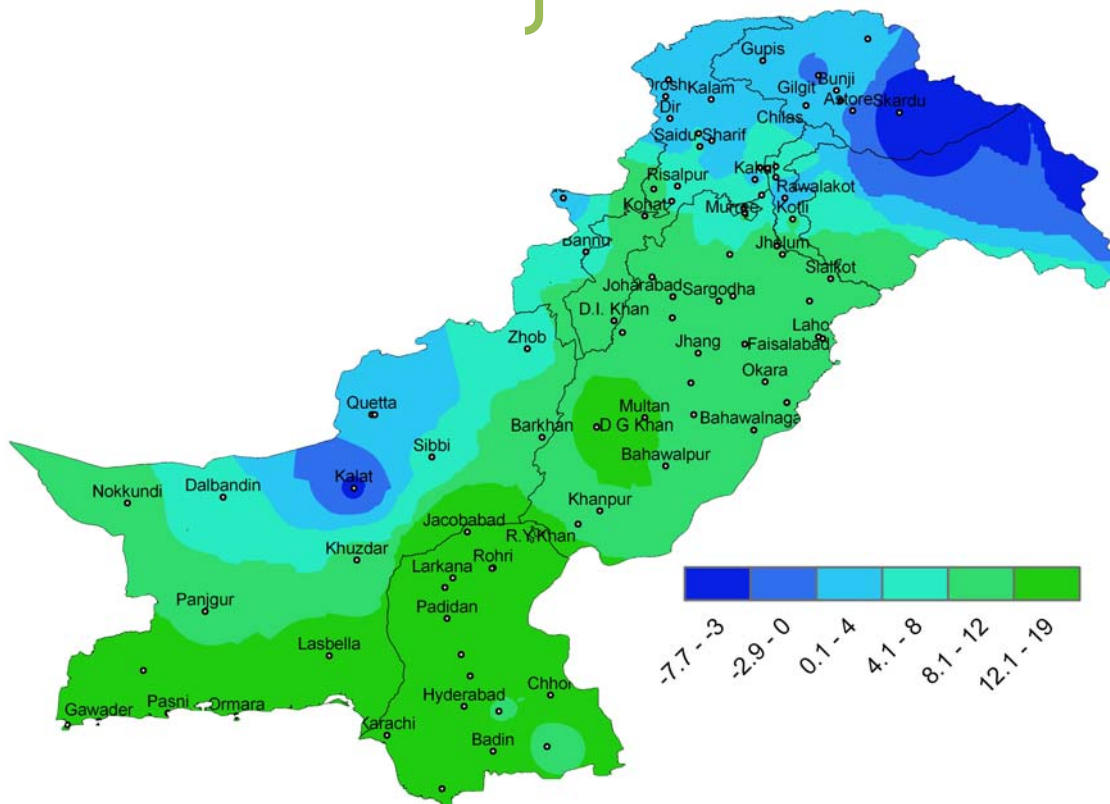 J
Gupis
Bunji
Drosh
Kalam
Gilgit
Astore
Skardu
Dir
Chilas
Saidu Sharif
Risalpur
Rawalakot
Kohat
Murree
Kotli
Bannu
Jhelum
Sialkot
Joharabad
Sargodha
D.I. Khan
Laho
Zhob
Jhang
Faisalabad
Okara
Quetta
Multan
Barkhan
D G Khan
Bahawalnaga
Sibbi
Bahawalpur
Kalat
Nokkundi
Dalbandin
Khanpur
Jacobabad
R.Y.Khan
Khuzdar
Rohri
Larkana
Panjgur
Padidan
Lasbella
Hyderabad
Chhor
Gawader
Pasni
Ormara
Karachi
Badin
-7.7 - -3
-2.9 - 0
0.1 - 4
4.1 - 8
8.1 - 12
12.1 - 19